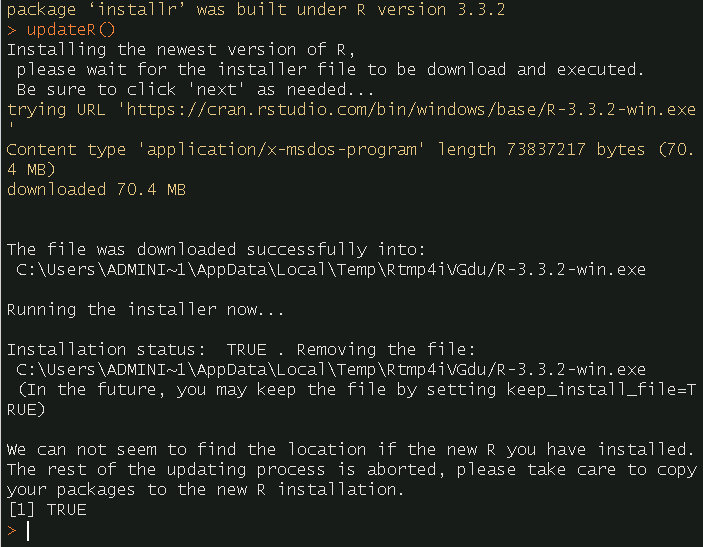 package ‘installr’ was built under R version 3.3.2
> updateR()
Installing the newest version of R,
 please wait for the installer file to be download and executed.
 Be sure to click 'next' as needed...
trying URL 'https://cran.rstudio.com/bin/windows/base/R-3.3.2-win.exe
'
Content type 'application/x-msdos-program' length 73837217 bytes (70.
4 MB)
downloaded 70.4 MB
The file was downloaded successfully into:
 C:\Users\ADMINI~1\AppData\Local\Temp\Rtmp4iVGdu/R-3.3.2-win.exe
Running the installer now...
Installation status:  TRUE . Removing the file:
 C:\Users\ADMINI~1\AppData\Local\Temp\Rtmp4iVGdu/R-3.3.2-win.exe
 (In the future, you may keep the file by setting keep_install_file=T
RUE)
We can not seem to find the location if the new R you have installed.
The rest of the updating process is aborted, please take care to copy
your packages to the new R installation.
[1] TRUE
>